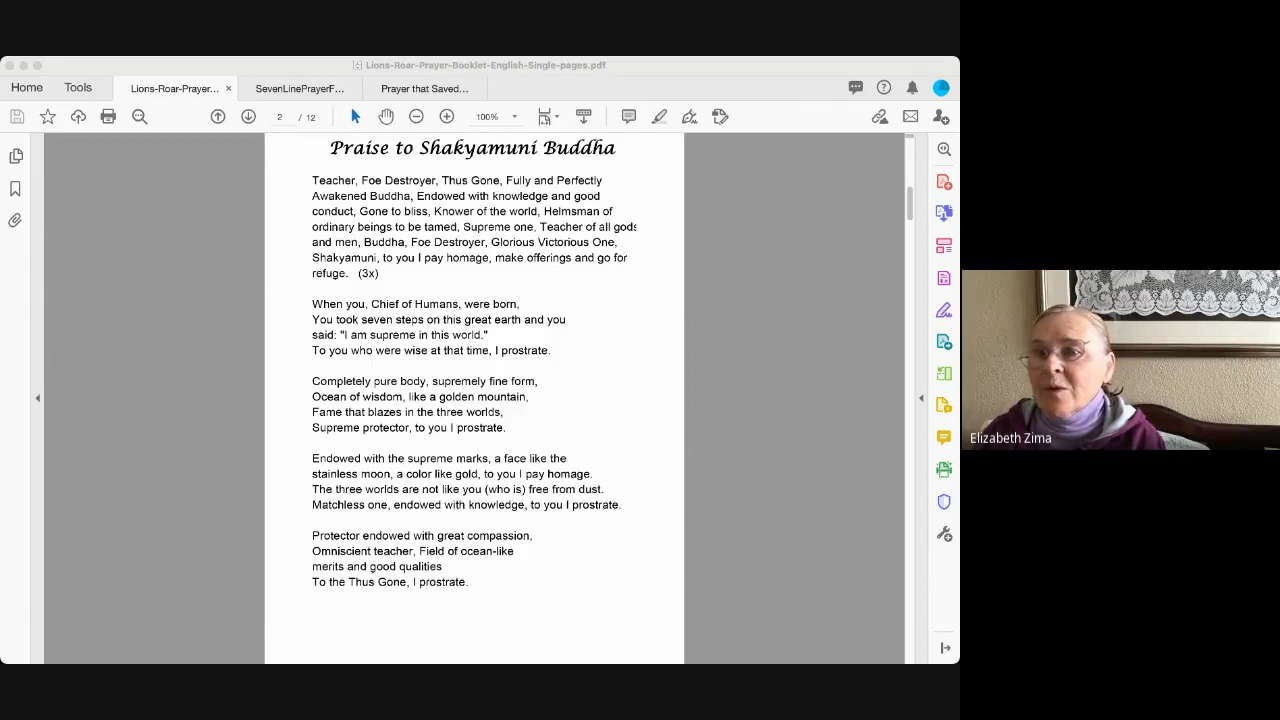 Lions-Roar-Prayer-Booklet-English-Single-pages.pdf
Home
Tools
Lions-Roar-Prayer... ×
SevenLinePrayerF...
Prayer that Saved...
2 / 12
100%
Praise to Shakyamuni Buddha
Teacher, Foe Destroyer, Thus Gone, Fully and Perfectly
Awakened Buddha, Endowed with knowledge and good
conduct, Gone to bliss, Knower of the world, Helmsman of
ordinary beings to be tamed, Supreme one, Teacher of all gods
and men, Buddha, Foe Destroyer, Glorious Victorious One,
Shakyamuni, to you I pay homage, make offerings and go for
refuge. (3x)
When you, Chief of Humans, were born,
You took seven steps on this great earth and you
said: "I am supreme in this world."
To you who were wise at that time, I prostrate.
Completely pure body, supremely fine form,
Ocean of wisdom, like a golden mountain,
Fame that blazes in the three worlds,
Supreme protector, to you I prostrate.
Endowed with the supreme marks, a face like the
stainless moon, a color like gold, to you I pay homage.
The three worlds are not like you (who is) free from dust.
Matchless one, endowed with knowledge, to you I prostrate.
Protector endowed with great compassion,
Omniscient teacher, Field of ocean-like
merits and good qualities
To the Thus Gone, I prostrate.
Elizabeth Zima